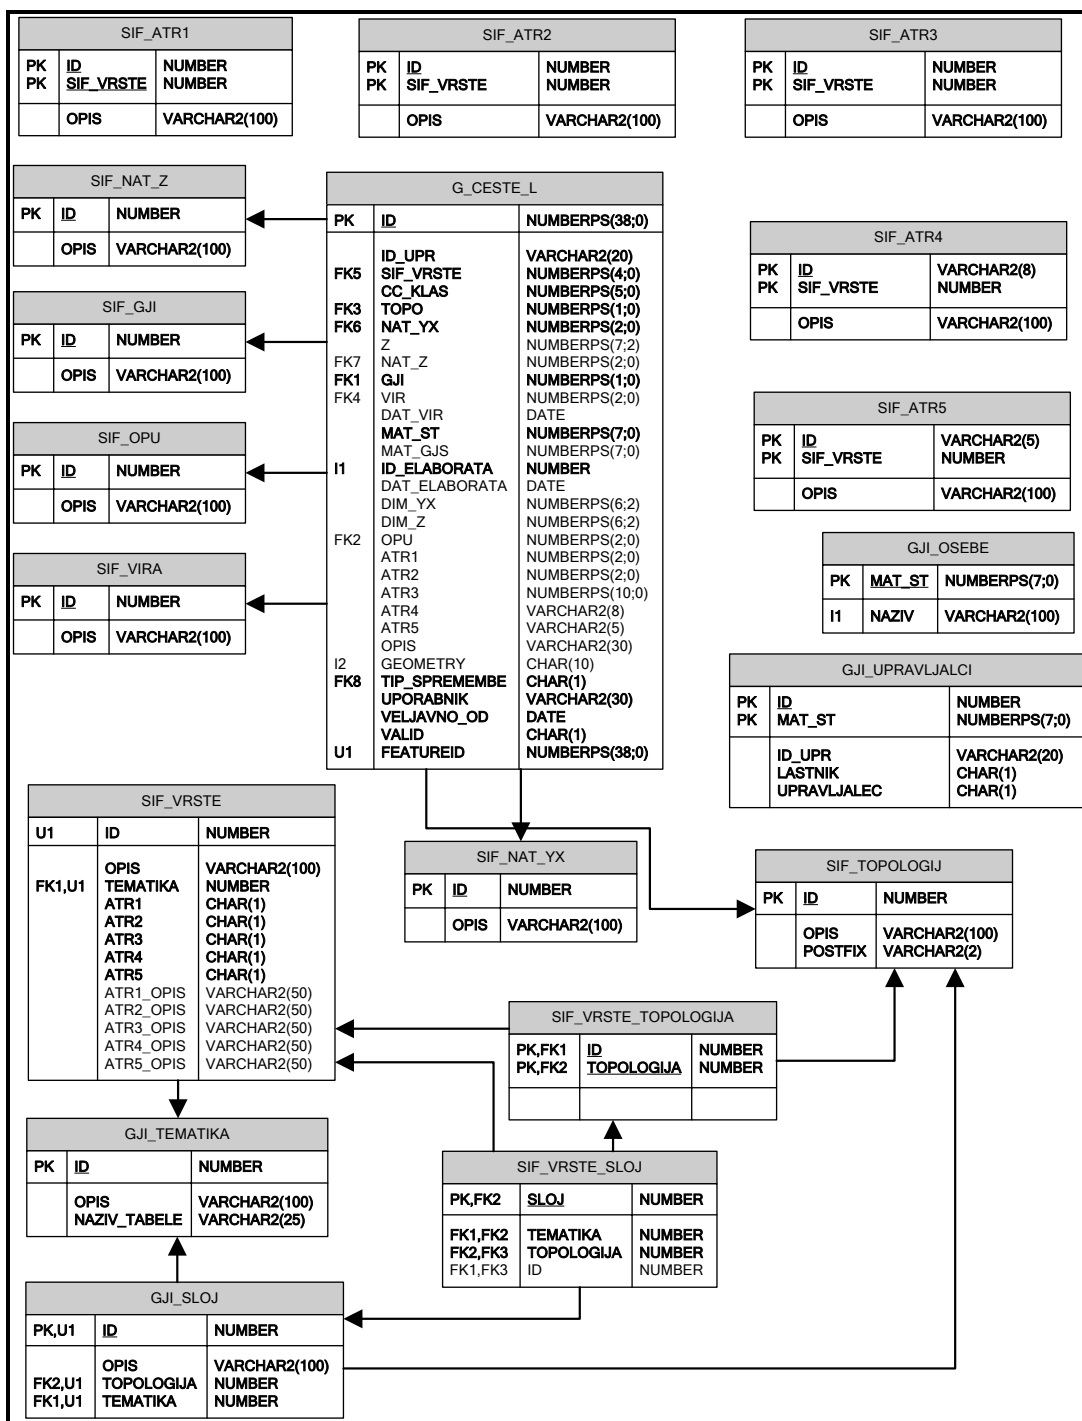 SIF_ATR1
PK ID NUMBER
PK SIF_VRSTE NUMBER
OPIS VARCHAR2(100)
SIF_ATR2
PK ID NUMBER
PK SIF_VRSTE NUMBER
OPIS VARCHAR2(100)
SIF_ATR3
PK ID NUMBER
PK SIF_VRSTE NUMBER
OPIS VARCHAR2(100)
SIF_NAT_Z
PK ID NUMBER
OPIS VARCHAR2(100)
SIF_GJI
PK ID NUMBER
OPIS VARCHAR2(100)
SIF_OPU
PK ID NUMBER
OPIS VARCHAR2(100)
SIF_VIRA
PK ID NUMBER
OPIS VARCHAR2(100)
G_CESTE_L
PK ID NUMBERPS(38;0)
ID_UPR VARCHAR2(20)
FK5 SIF_VRSTE NUMBERPS(4;0)
CC_KLAS NUMBERPS(5;0)
FK3 TOPO NUMBERPS(1;0)
FK6 NAT_YX NUMBERPS(2;0)
Z NUMBERPS(7;2)
FK7 NAT_Z NUMBERPS(2;0)
FK1 GJI NUMBERPS(1;0)
FK4 VIR NUMBERPS(2;0)
DAT_VIR DATE
MAT_ST NUMBERPS(7;0)
MAT_GJS NUMBERPS(7;0)
I1 ID_ELABORATA NUMBER
DAT_ELABORATA DATE
DIM_YX NUMBERPS(6;2)
DIM_Z NUMBERPS(6;2)
FK2 OPU NUMBERPS(2;0)
ATR1 NUMBERPS(2;0)
ATR2 NUMBERPS(2;0)
ATR3 NUMBERPS(10;0)
ATR4 VARCHAR2(8)
ATR5 VARCHAR2(5)
OPIS VARCHAR2(30)
I2 GEOMETRY CHAR(10)
FK8 TIP_SPREMEMBE CHAR(1)
UPORABNIK VARCHAR2(30)
VELJAVNO_OD DATE
VALID CHAR(1)
U1 FEATUREID NUMBERPS(38;0)
SIF_ATR4
PK ID VARCHAR2(8)
PK SIF_VRSTE NUMBER
OPIS VARCHAR2(100)
SIF_ATR5
PK ID VARCHAR2(5)
PK SIF_VRSTE NUMBER
OPIS VARCHAR2(100)
GJI_OSEBE
PK MAT_ST NUMBERPS(7;0)
I1 NAZIV VARCHAR2(100)
GJI_UPRAVLJALCI
PK ID NUMBER
PK MAT_ST NUMBERPS(7;0)
ID_UPR VARCHAR2(20)
LASTNIK CHAR(1)
UPRAVLJALEC CHAR(1)
SIF_VRSTE
U1 ID NUMBER
OPIS VARCHAR2(100)
FK1,U1 TEMATIKA NUMBER
ATR1 CHAR(1)
ATR2 CHAR(1)
ATR3 CHAR(1)
ATR4 CHAR(1)
ATR5 CHAR(1)
ATR1_OPIS VARCHAR2(50)
ATR2_OPIS VARCHAR2(50)
ATR3_OPIS VARCHAR2(50)
ATR4_OPIS VARCHAR2(50)
ATR5_OPIS VARCHAR2(50)
SIF_NAT_YX
PK ID NUMBER
OPIS VARCHAR2(100)
SIF_TOPOLOGIJ
PK ID NUMBER
OPIS VARCHAR2(100)
POSTFIX VARCHAR2(2)
SIF_VRSTE_TOPOLOGIJA
PK,FK1 ID NUMBER
PK,FK2 TOPOLOGIJA NUMBER
GJI_TEMATIKA
PK ID NUMBER
OPIS VARCHAR2(100)
NAZIV_TABELE VARCHAR2(25)
SIF_VRSTE_SLOJ
PK,FK2 SLOJ NUMBER
FK1,FK2 TEMATIKA NUMBER
FK2,FK3 TOPOLOGIJA NUMBER
FK1,FK3 ID NUMBER
GJI_SLOJ
PK,U1 ID NUMBER
OPIS VARCHAR2(100)
FK2,U1 TOPOLOGIJA NUMBER
FK1,U1 TEMATIKA NUMBER